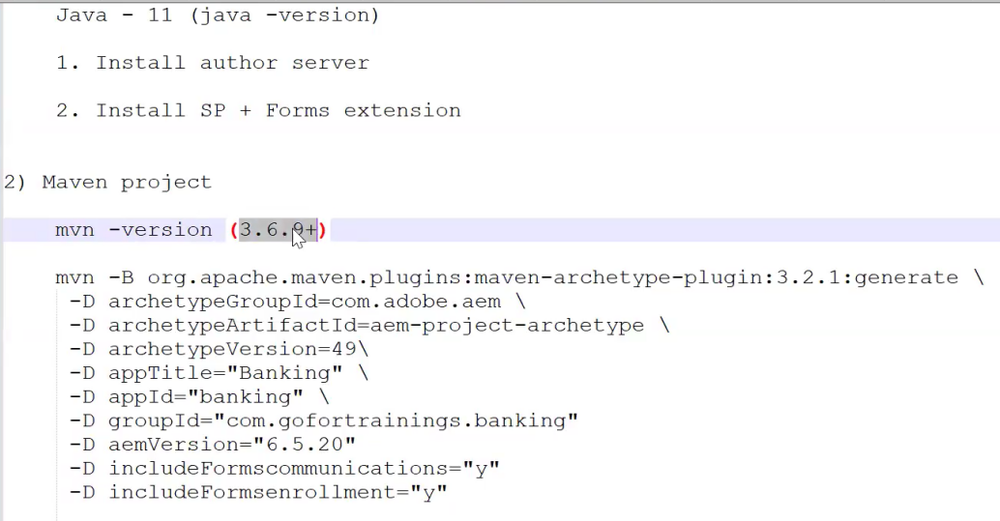 Java - 11 (java -version)
1. Install author server
2. Install SP + Forms extension
2) Maven project
mvn -version (3.6.9+)
mvn -B org.apache.maven.plugins:maven-archetype-plugin:3.2.1:generate \
-D archetypeGroupId=com.adobe.aem \
-D archetypeArtifactId=aem-project-archetype \
-D archetypeVersion=49\
-D appTitle="Banking" \
-D appId="banking" \
-D groupId="com.gofortrainings.banking"
-D aemVersion="6.5.20"
-D includeFormscommunications="y"
-D includeFormsenrollment="y"